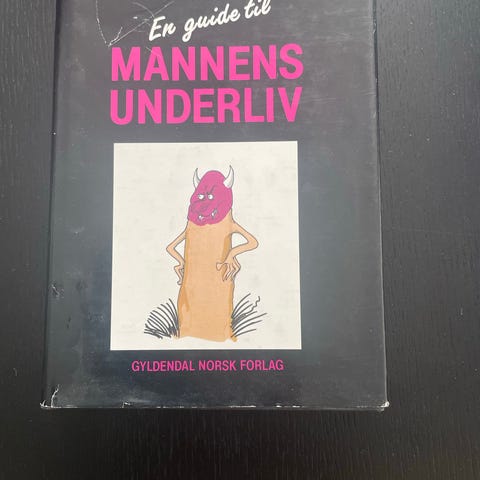 En guide til
MANNENS
UNDERLIV
GYLDENDAL NORSK FORLAG